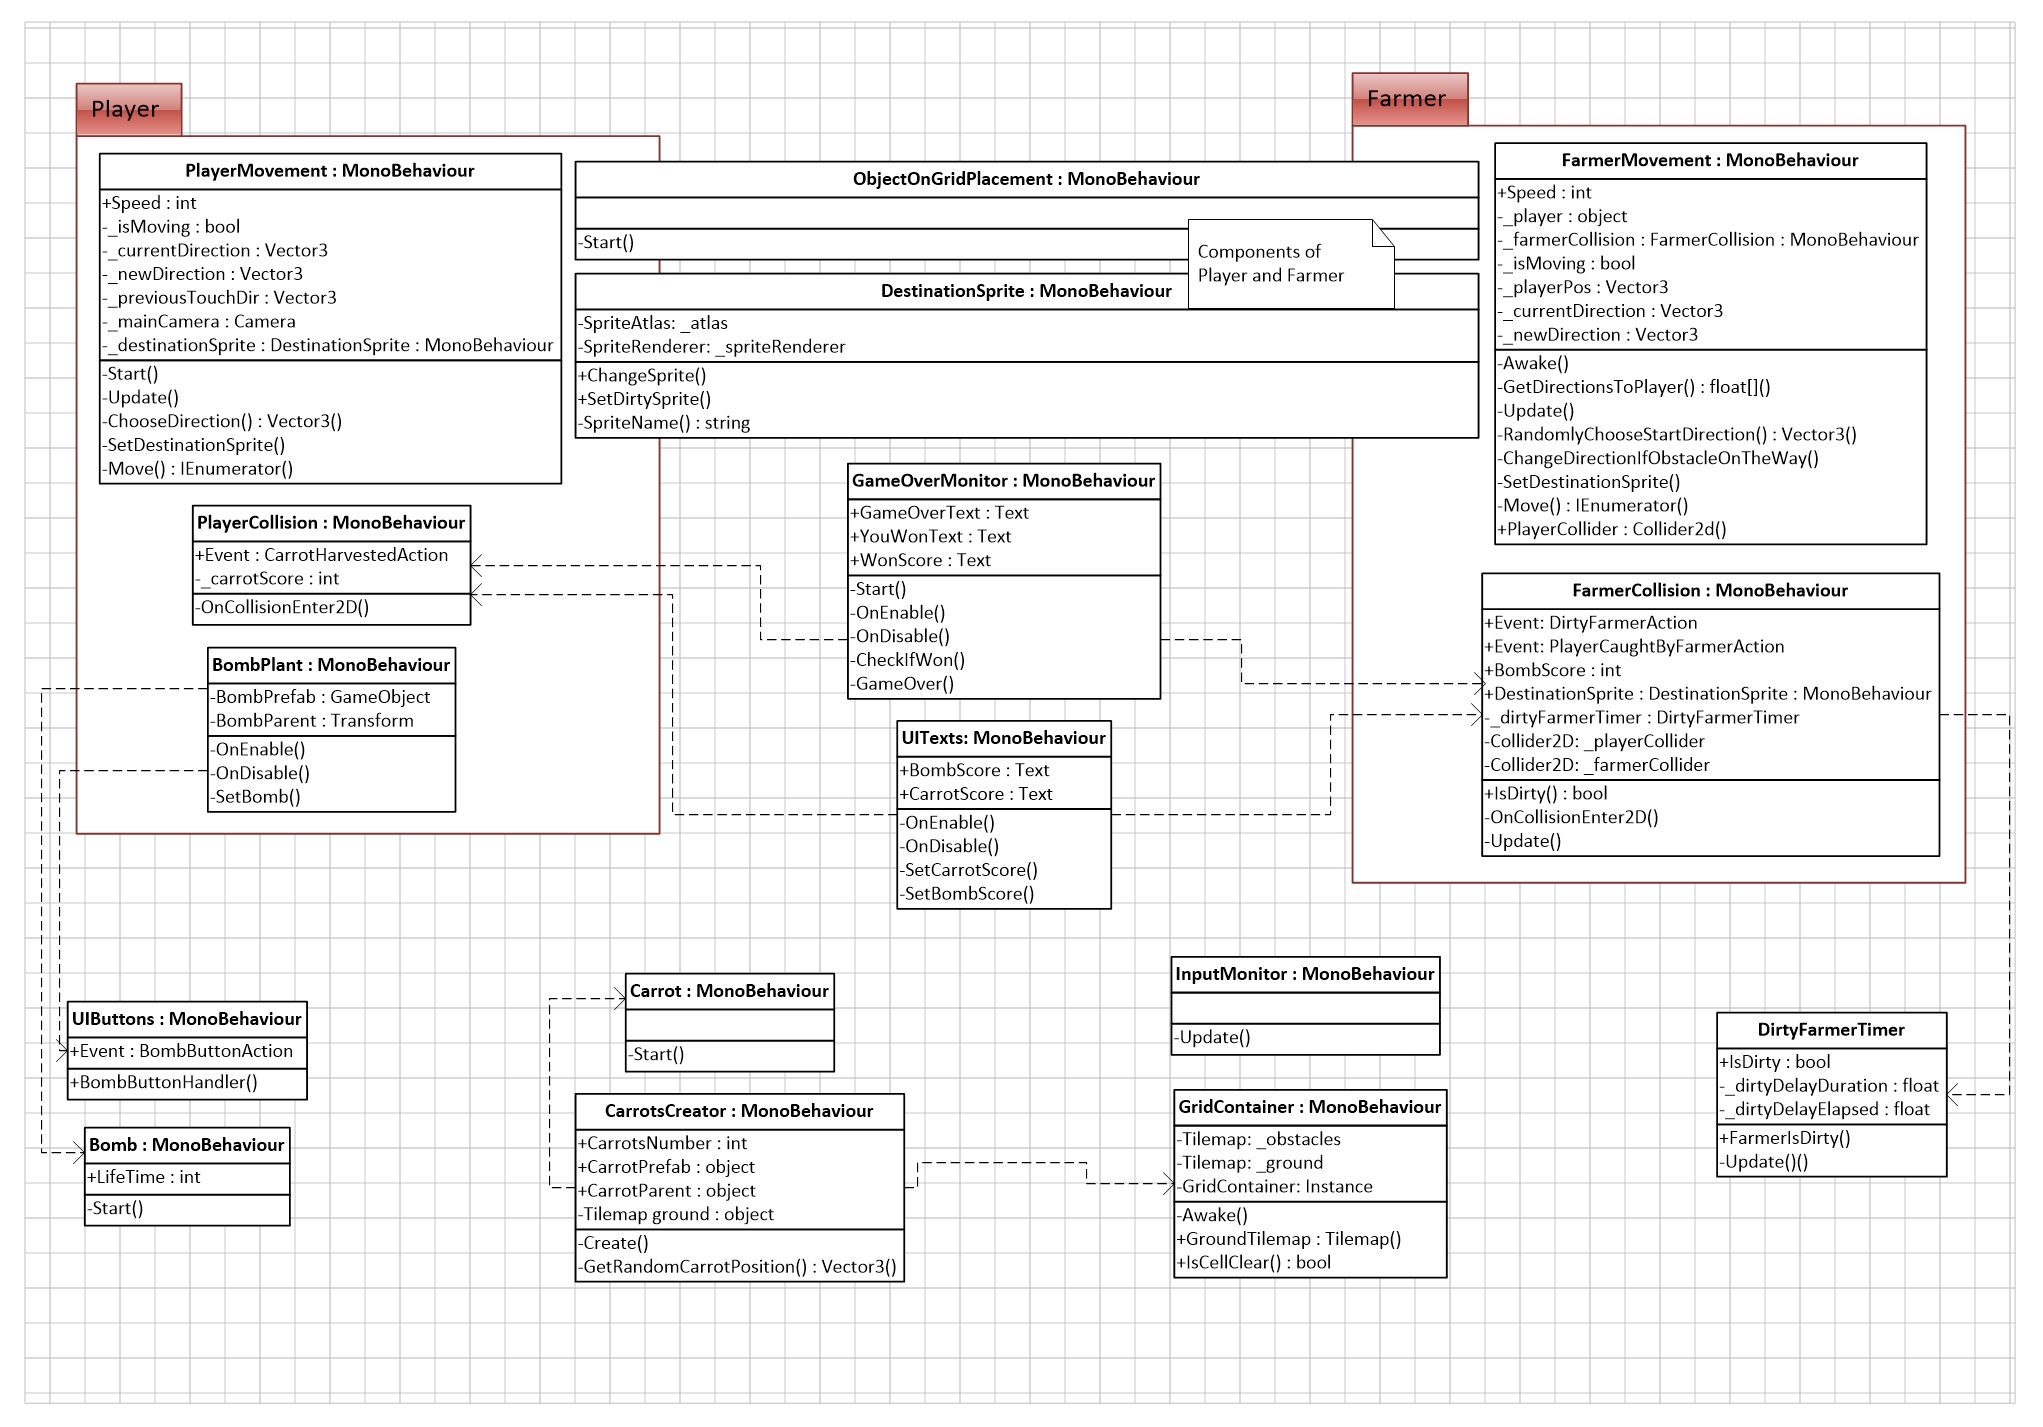 Player
PlayerMovement : MonoBehaviour
+Speed : int
-_isMoving : bool
-_currentDirection : Vector3
-_newDirection : Vector3
-_previousTouchDir : Vector3
-_mainCamera : Camera
-_destinationSprite : DestinationSprite : MonoBehaviour
-Start()
-Update()
-ChooseDirection() : Vector3()
-SetDestinationSprite()
-Move() : IEnumerator()
PlayerCollision : MonoBehaviour
+Event : CarrotHarvestedAction
-_carrotScore : int
-OnCollisionEnter2D()
BombPlant : MonoBehaviour
-BombPrefab : GameObject
-BombParent : Transform
-OnEnable()
-OnDisable()
-SetBomb()
ObjectOnGridPlacement : MonoBehaviour
-Start()
Components of
Player and Farmer
DestinationSprite : MonoBehaviour
-SpriteAtlas: _atlas
-SpriteRenderer: _spriteRenderer
+ChangeSprite()
+SetDirtySprite()
-SpriteName() : string
GameOverMonitor : MonoBehaviour
+GameOverText : Text
+YouWonText : Text
+WonScore : Text
-Start()
-OnEnable()
-OnDisable()
-CheckIfWon()
-GameOver()
UITexts: MonoBehaviour
+BombScore : Text
+CarrotScore : Text
-OnEnable()
-OnDisable()
-SetCarrotScore()
-SetBombScore()
Farmer
FarmerMovement : MonoBehaviour
+Speed : int
-_player : object
-_farmerCollision : FarmerCollision : MonoBehaviour
-_isMoving : bool
-_playerPos : Vector3
-_currentDirection : Vector3
-_newDirection : Vector3
-Awake()
-GetDirectionsToPlayer() : float[]()
-Update()
-RandomlyChooseStartDirection() : Vector3()
-ChangeDirectionIfObstacleOnTheWay()
-SetDestinationSprite()
-Move() : IEnumerator()
+PlayerCollider : Collider2d()
FarmerCollision : MonoBehaviour
+Event: DirtyFarmerAction
+Event: PlayerCaughtByFarmerAction
+BombScore : int
+DestinationSprite : DestinationSprite : MonoBehaviour
-_dirtyFarmerTimer : DirtyFarmerTimer
-Collider2D: _playerCollider
-Collider2D: _farmerCollider
+IsDirty() : bool
-OnCollisionEnter2D()
-Update()
UIButtons : MonoBehaviour
+Event : BombButtonAction
+BombButtonHandler()
Bomb : MonoBehaviour
+LifeTime : int
-Start()
Carrot : MonoBehaviour
-Start()
CarrotsCreator : MonoBehaviour
+CarrotsNumber : int
+CarrotPrefab : object
+CarrotParent : object
-Tilemap ground : object
-Create()
-GetRandomCarrotPosition() : Vector3()
InputMonitor : MonoBehaviour
-Update()
GridContainer : MonoBehaviour
-Tilemap: _obstacles
-Tilemap: _ground
-GridContainer: Instance
-Awake()
+GroundTilemap : Tilemap()
+IsCellClear() : bool
DirtyFarmerTimer
+IsDirty : bool
-_dirtyDelayDuration : float
-_dirtyDelayElapsed : float
+FarmerIsDirty()
-Update()()